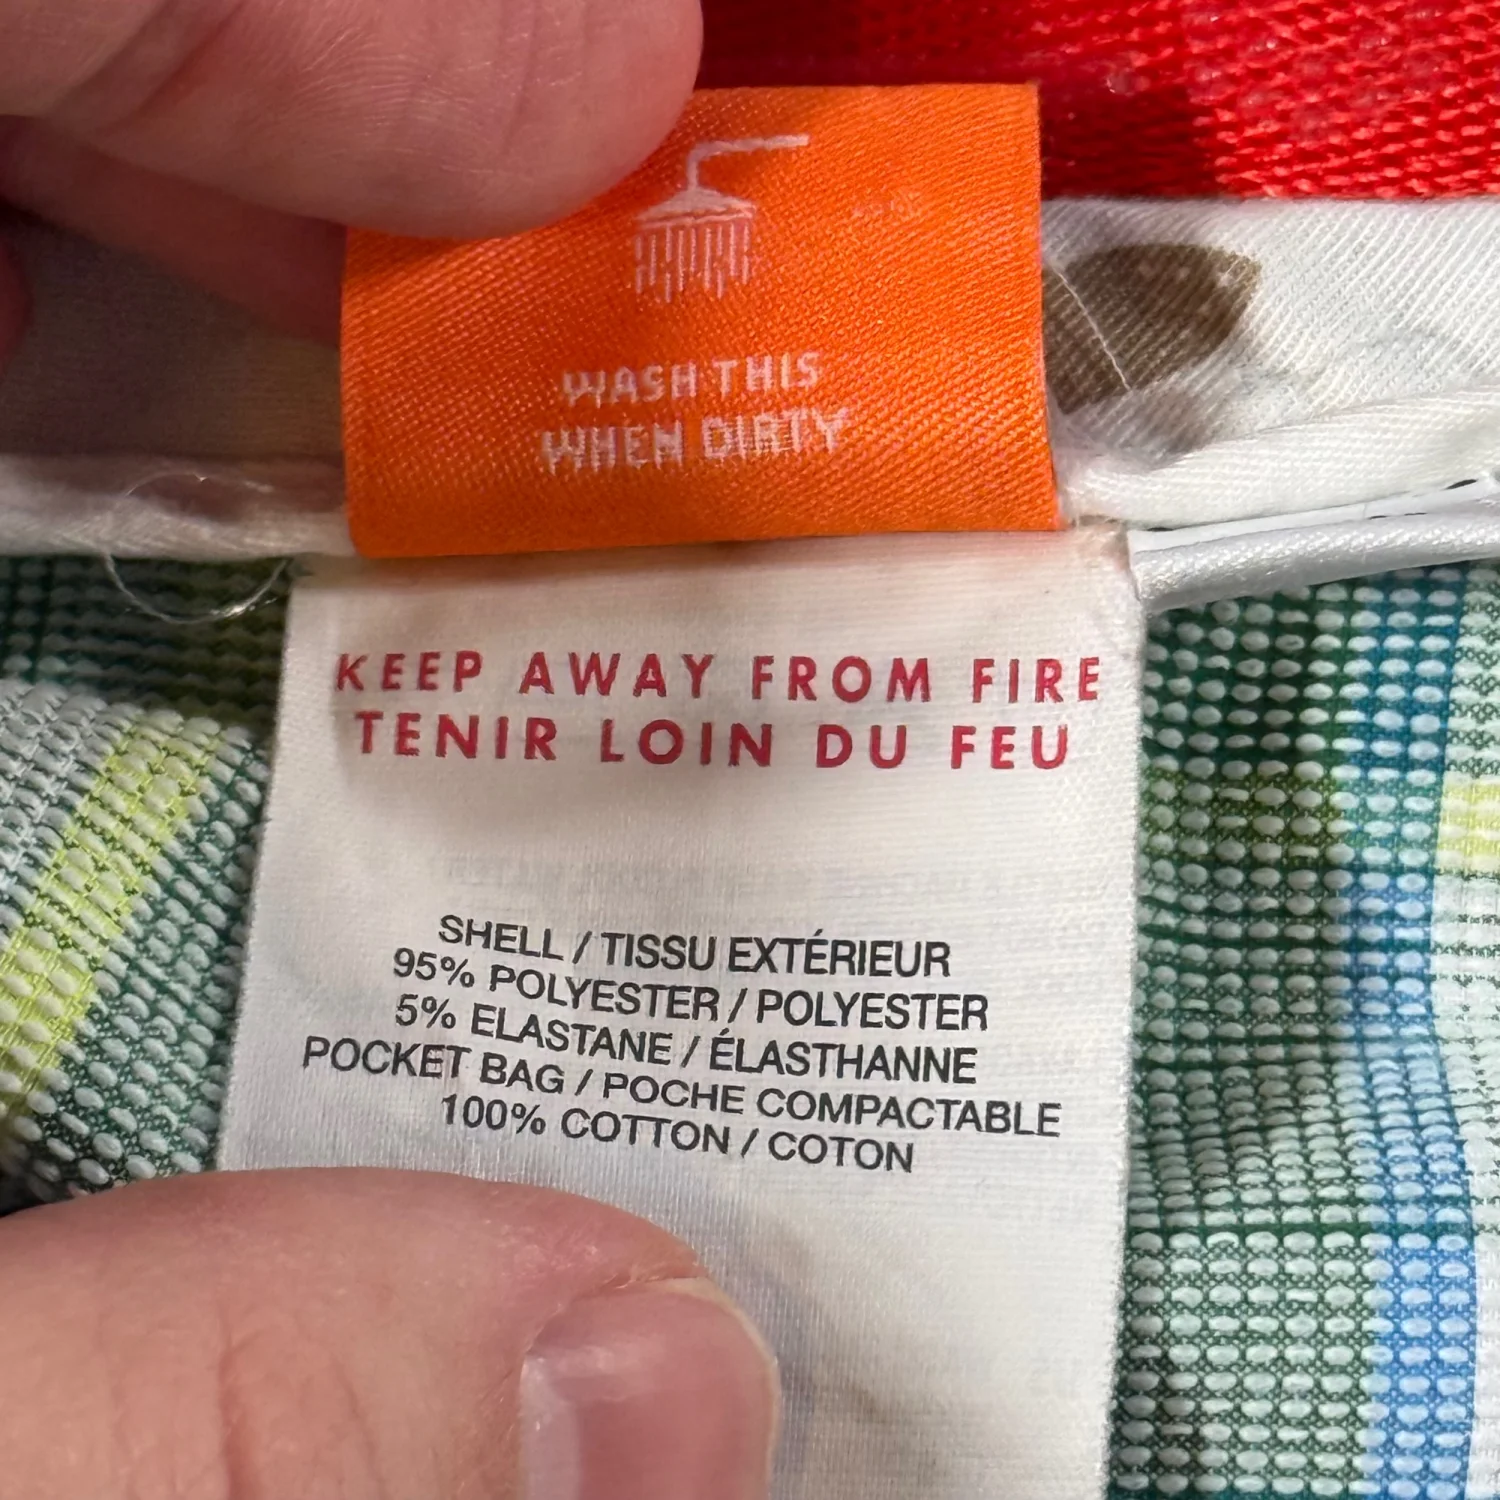 WASH THIS
WHEN DIRTY
KEEP AWAY FROM FIRE
TENIR LOIN DU FEU
SHELL / TISSU EXTÉRIEUR
95% POLYESTER / POLYESTER
5% ELASTANE / ÉLASTHANNE
POCKET BAG / POCHE COMPACTABLE
100% COTTON / COTON